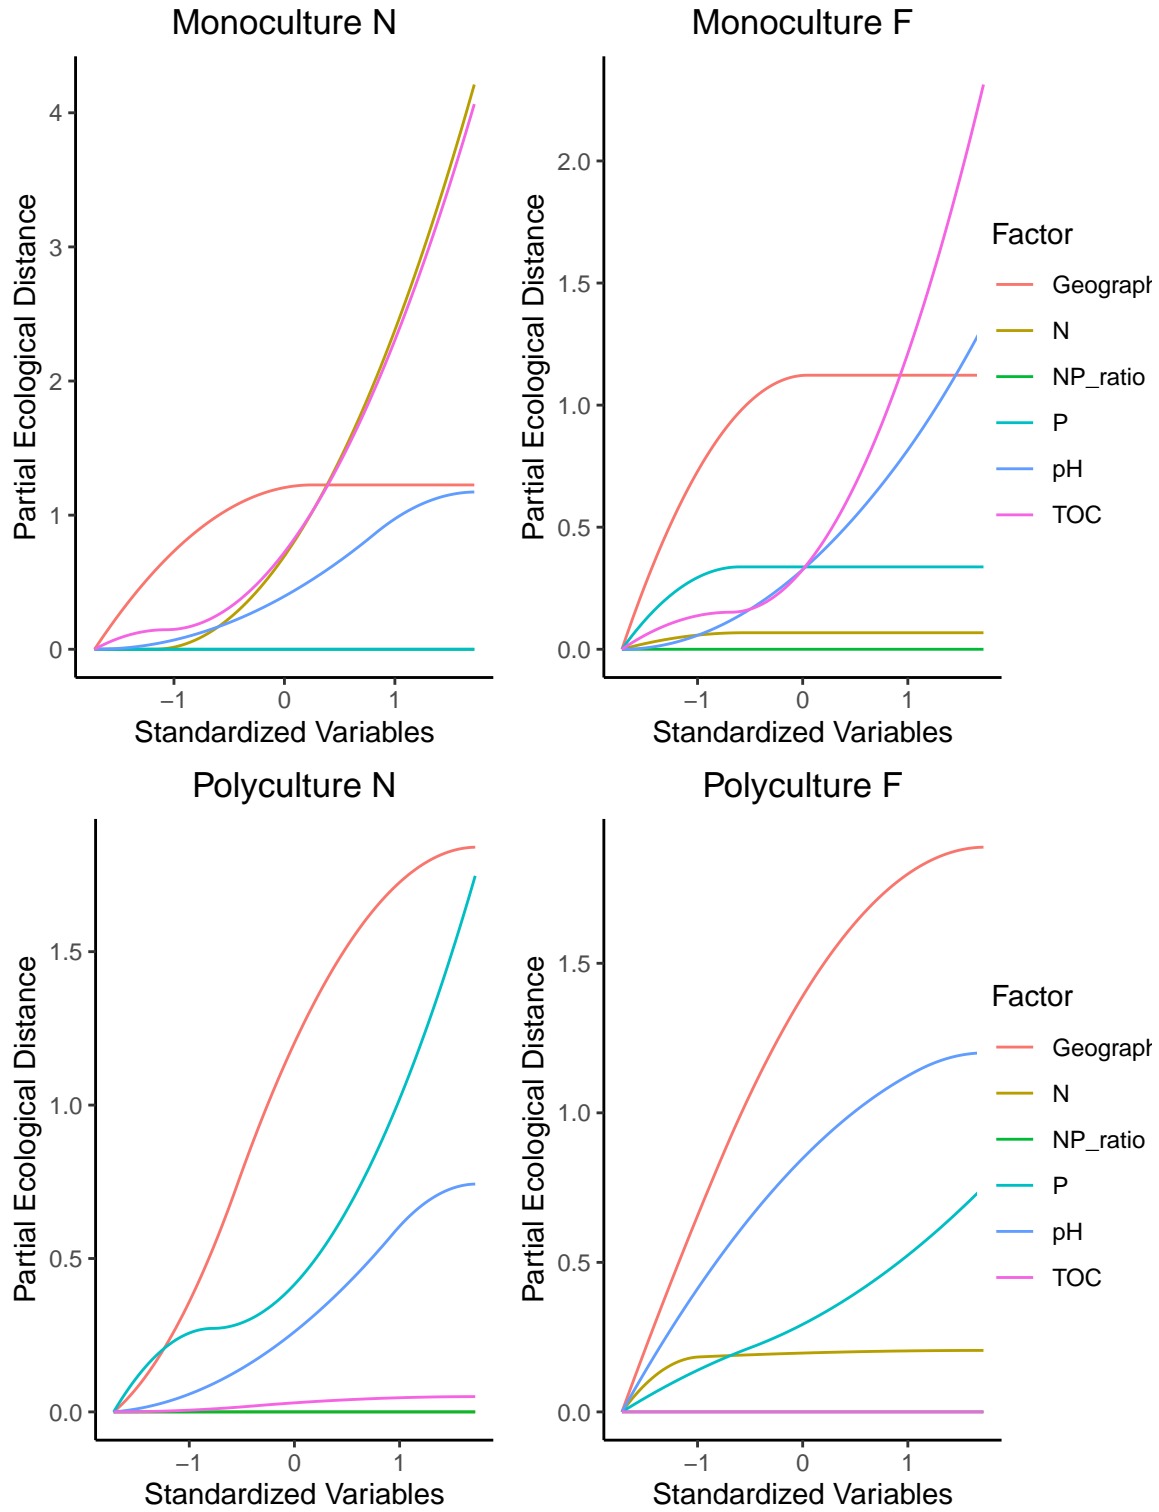 Monoculture N
Monoculture F
Partial Ecological Distance
4
3
2
1
0
−1 0 1
Standardized Variables
Partial Ecological Distance
2.0
1.5
1.0
0.5
0.0
−1 0 1
Standardized Variables
Factor
Geograph
N
NP_ratio
P
pH
TOC
Polyculture N
Polyculture F
Partial Ecological Distance
1.5
1.0
0.5
0.0
−1 0 1
Standardized Variables
Partial Ecological Distance
1.5
1.0
0.5
0.0
−1 0 1
Standardized Variables
Factor
Geograph
N
NP_ratio
P
pH
TOC